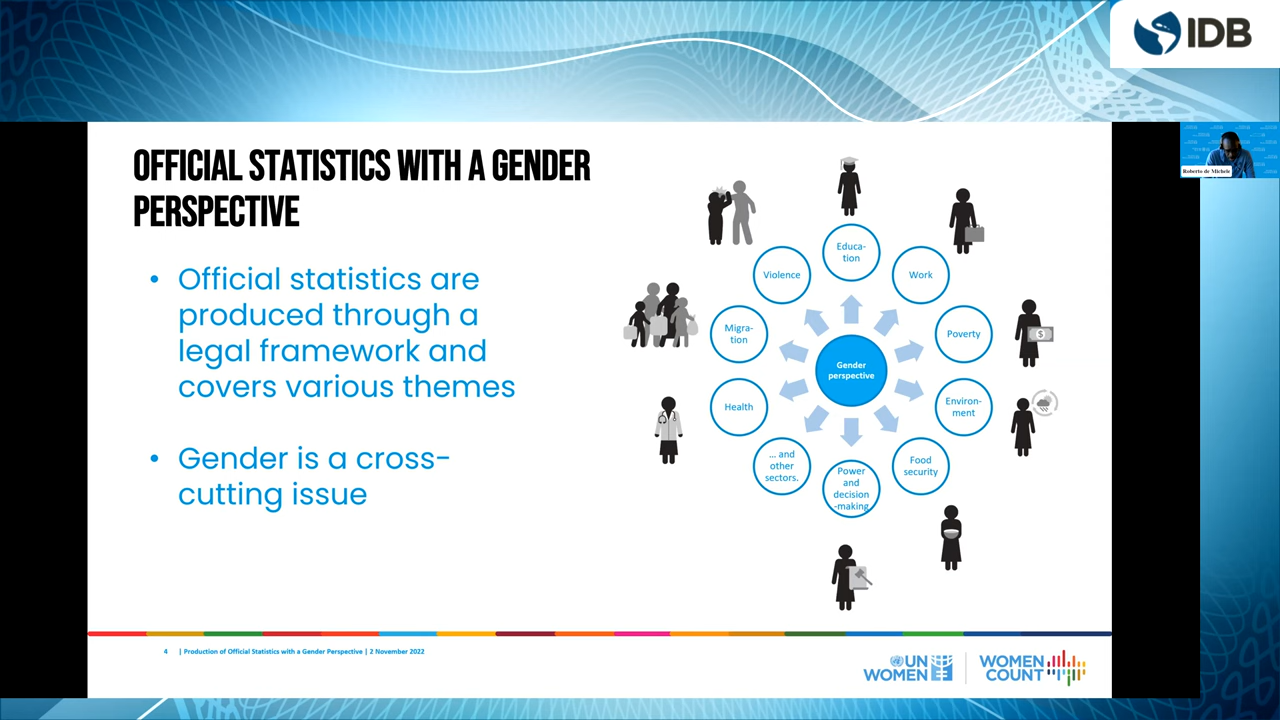 IDB
Roberto de Michele
OFFICIAL STATISTICS WITH A GENDER
PERSPECTIVE
• Official statistics are
produced through a
legal framework and
covers various themes
• Gender is a cross-
cutting issue
Gender
perspective
Educa-
tion
Work
Poverty
Environ-
ment
Food
security
Power
and
decision
-making
... and
other
sectors.
Health
Migra-
tion
Violence
$
4 | Production of Official Statistics with a Gender Perspective | 2 November 2022
UN
WOMEN
WOMEN
COUNT